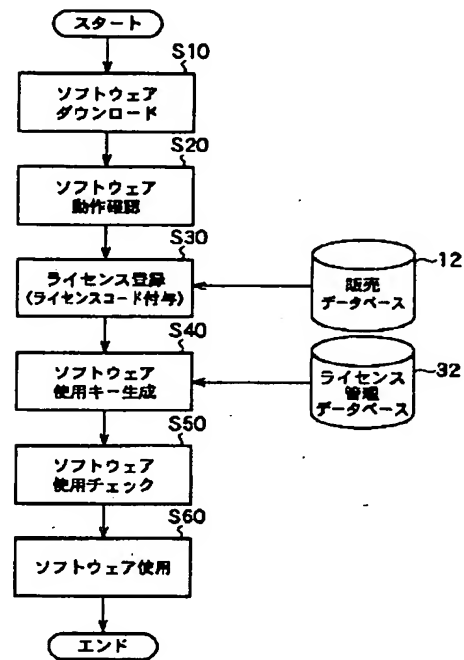 スタート
S10
ソフトウェア
ダウンロード
S20
ソフトウェア
動作確認
S30
ライセンス登録
(ライセンスコード付与)
12
販売
データベース
S40
ソフトウェア
使用キー生成
32
ライセンス
管理
データベース
S50
ソフトウェア
使用チェック
S60
ソフトウェア使用
エンド